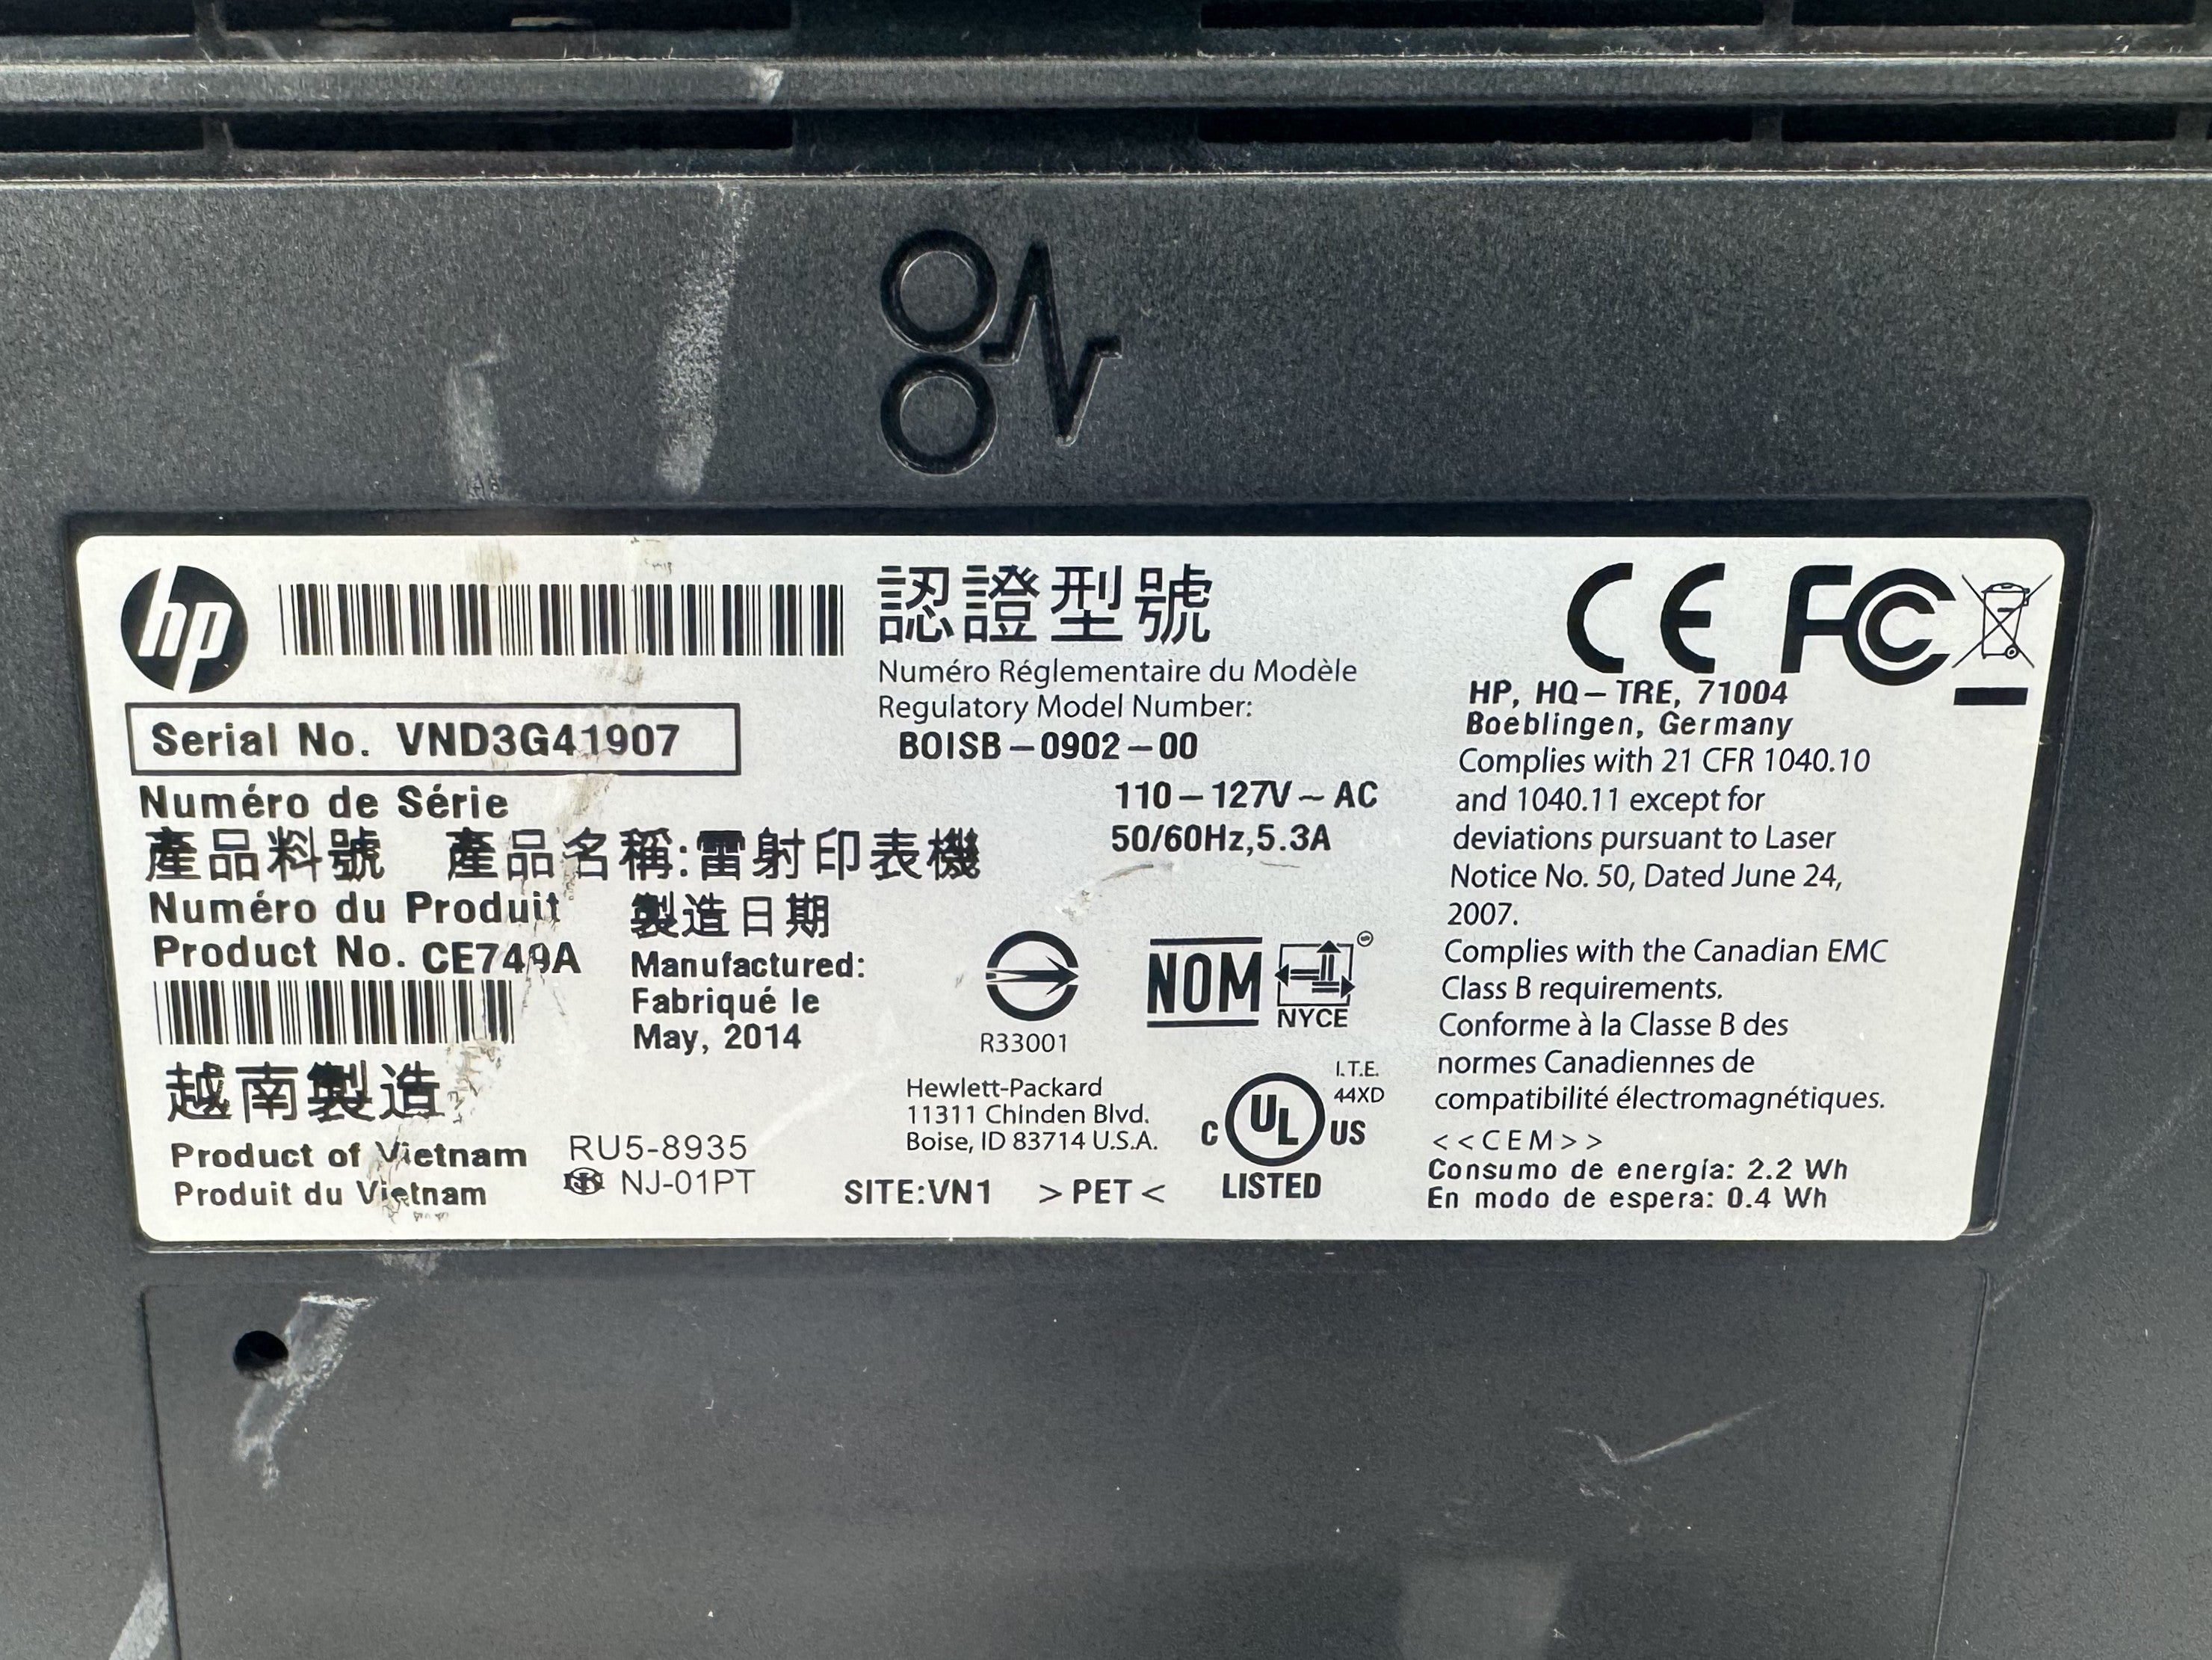 hp
Serial No. VND3G41907
Numéro de Série
產品料號 產品名稱:雷射印表機
Numéro du Produit
Product No. CE749A
製造日期
Manufactured:
Fabriqué le
May, 2014
越南製造
Product of Vietnam
Produit du Vietnam
RU5-8935
NJ-01PT
認證型號
Numéro Réglementaire du Modèle
Regulatory Model Number:
BOISB-0902-00
110-127V~AC
50/60Hz,5.3A
R33001
NOM
NYCE
Hewlett-Packard
11311 Chinden Blvd.
Boise, ID 83714 U.S.A.
C UL US
LISTED
I.T.E.
44XD
SITE:VN1 >PET<
CE FC
HP, HQ-TRE, 71004
Boeblingen, Germany
Complies with 21 CFR 1040.10
and 1040.11 except for
deviations pursuant to Laser
Notice No. 50, Dated June 24,
2007.
Complies with the Canadian EMC
Class B requirements.
Conforme à la Classe B des
normes Canadiennes de
compatibilité électromagnétiques.
<<CEM>>
Consumo de energía: 2.2 Wh
En modo de espera: 0.4 Wh